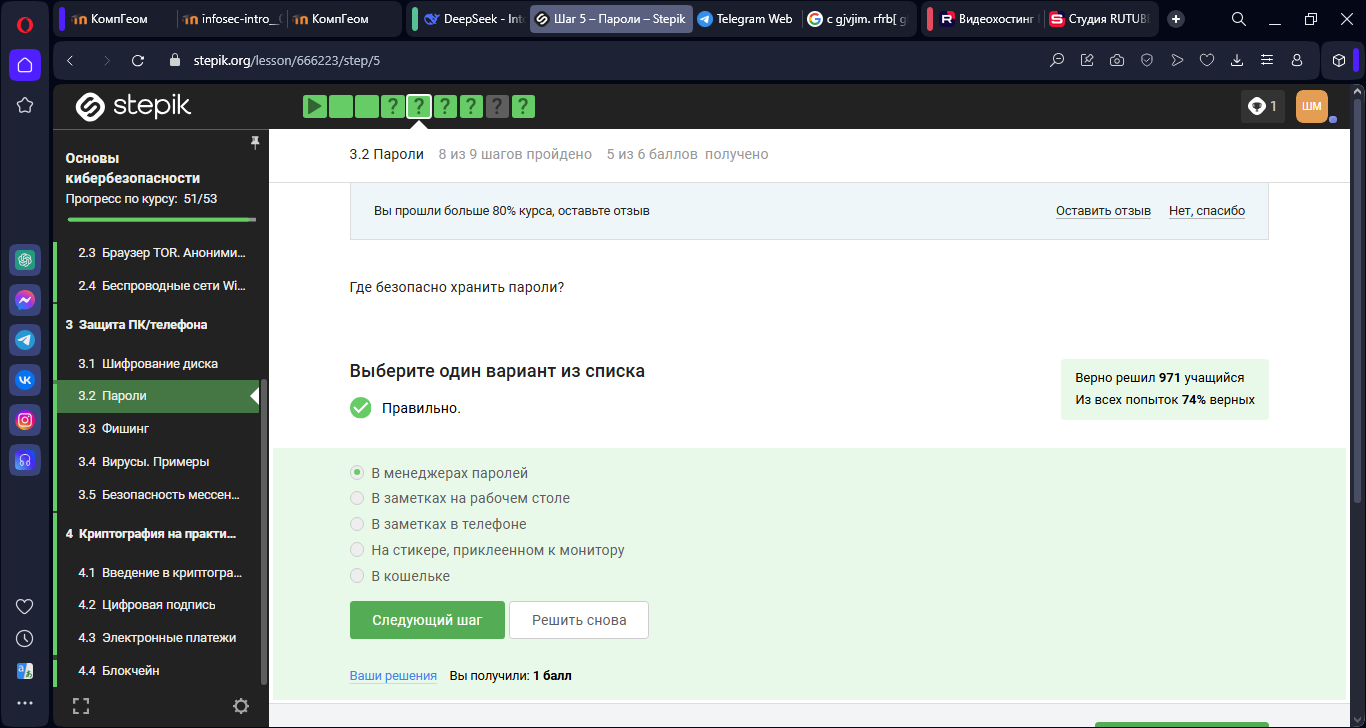 КомпГеом
infosec-intro__
КомпГеом
DeepSeek - Int
Шаг 5 – Пароли – Stepik
Telegram Web
с gjvjim. rfrb[ g
Видеохостинг
Студия RUTUBE
stepik.org/lesson/666223/step/5
stepik
? ? ? ? ? ?
1
ШМ
Основы
кибербезопасности
Прогресс по курсу: 51/53
3.2 Пароли 8 из 9 шагов пройдено 5 из 6 баллов получено
Вы прошли больше 80% курса, оставьте отзыв
Оставить отзыв
Нет, спасибо
2.3 Браузер TOR. Аноними...
2.4 Беспроводные сети Wi...
3 Защита ПК/телефона
3.1 Шифрование диска
3.2 Пароли
3.3 Фишинг
3.4 Вирусы. Примеры
3.5 Безопасность мессен...
4 Криптография на практи...
4.1 Введение в криптогра...
4.2 Цифровая подпись
4.3 Электронные платежи
4.4 Блокчейн
Где безопасно хранить пароли?
Выберите один вариант из списка
Правильно.
Верно решил 971 учащийся
Из всех попыток 74% верных
В менеджерах паролей
В заметках на рабочем столе
В заметках в телефоне
На стикере, приклеенном к монитору
В кошельке
Следующий шаг
Решить снова
Ваши решения Вы получили: 1 балл